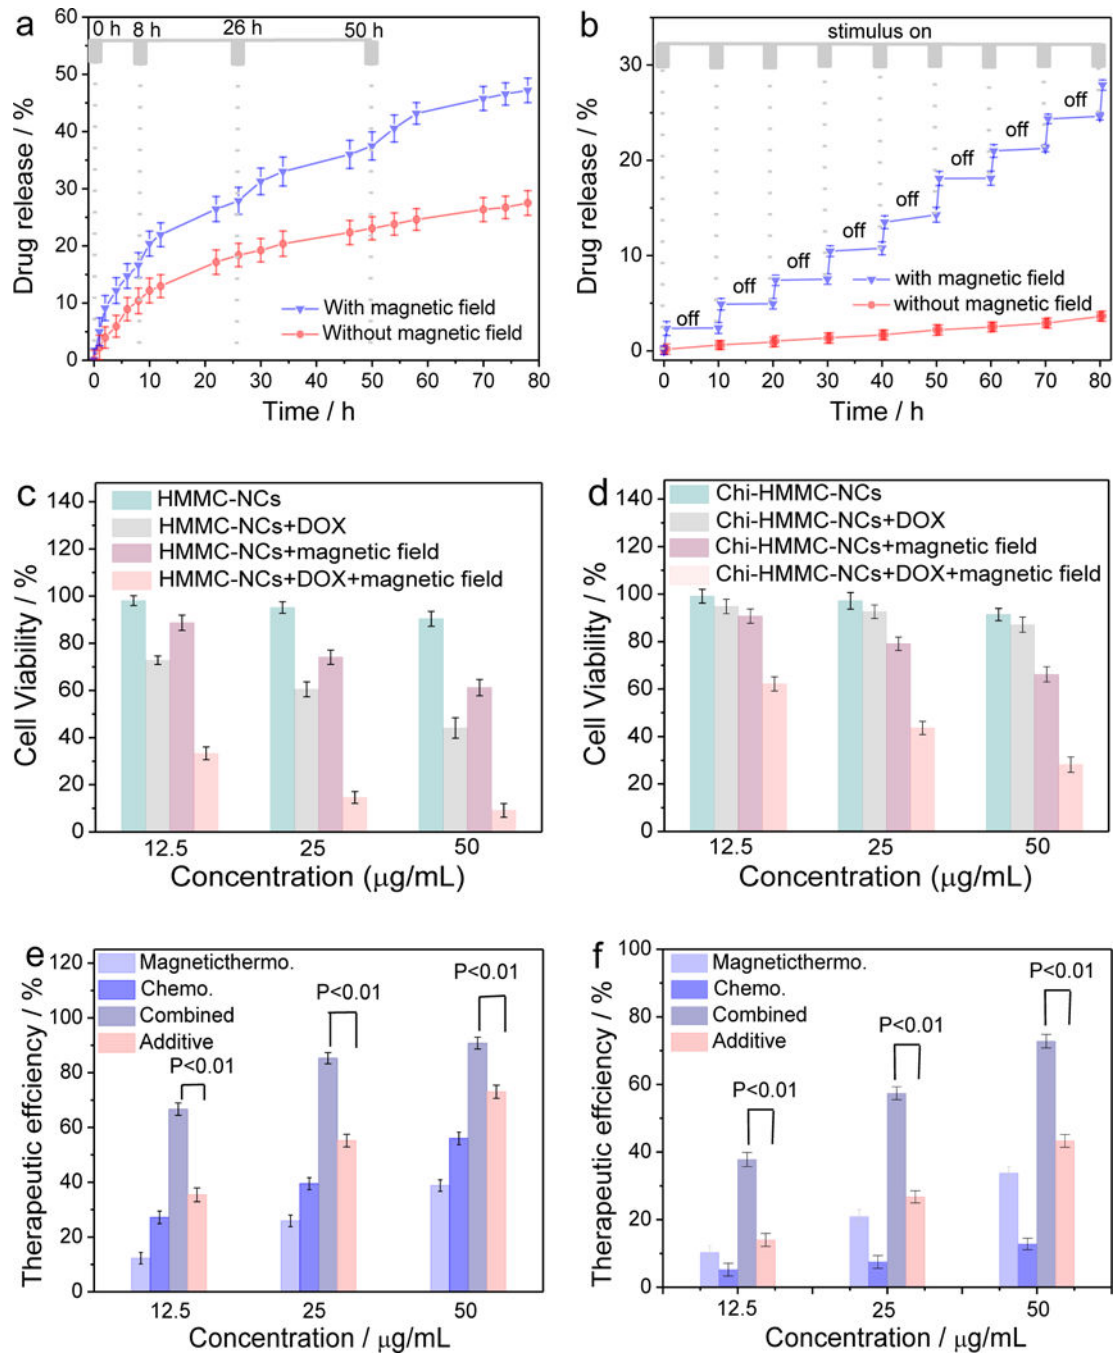 a
0 h
8 h
26 h
50 h
60
50
40
30
20
10
0
Drug release / %
With magnetic field
Without magnetic field
0 10 20 30 40 50 60 70 80
Time / h
b
stimulus on
30
20
10
0
Drug release / %
off
off
off
off
off
off
off
off
with magnetic field
without magnetic field
0 10 20 30 40 50 60 70 80
Time / h
c
140
120
100
80
60
40
20
0
Cell Viability / %
HMMC-NCs
HMMC-NCs+DOX
HMMC-NCs+magnetic field
HMMC-NCs+DOX+magnetic field
12.5 25 50
Concentration (μg/mL)
d
140
120
100
80
60
40
20
0
Cell Viability / %
Chi-HMMC-NCs
Chi-HMMC-NCs+DOX
Chi-HMMC-NCs+magnetic field
Chi-HMMC-NCs+DOX+magnetic field
12.5 25 50
Concentration (μg/mL)
e
120
100
80
60
40
20
0
Therapeutic effciency / %
Magneticthermo.
Chemo.
Combined
Additive
P<0.01
P<0.01
P<0.01
12.5 25 50
Concentration / μg/mL
f
100
80
60
40
20
0
Therapeutic effciency / %
Magneticthermo.
Chemo.
Combined
Additive
P<0.01
P<0.01
P<0.01
12.5 25 50
Concentration / μg/mL